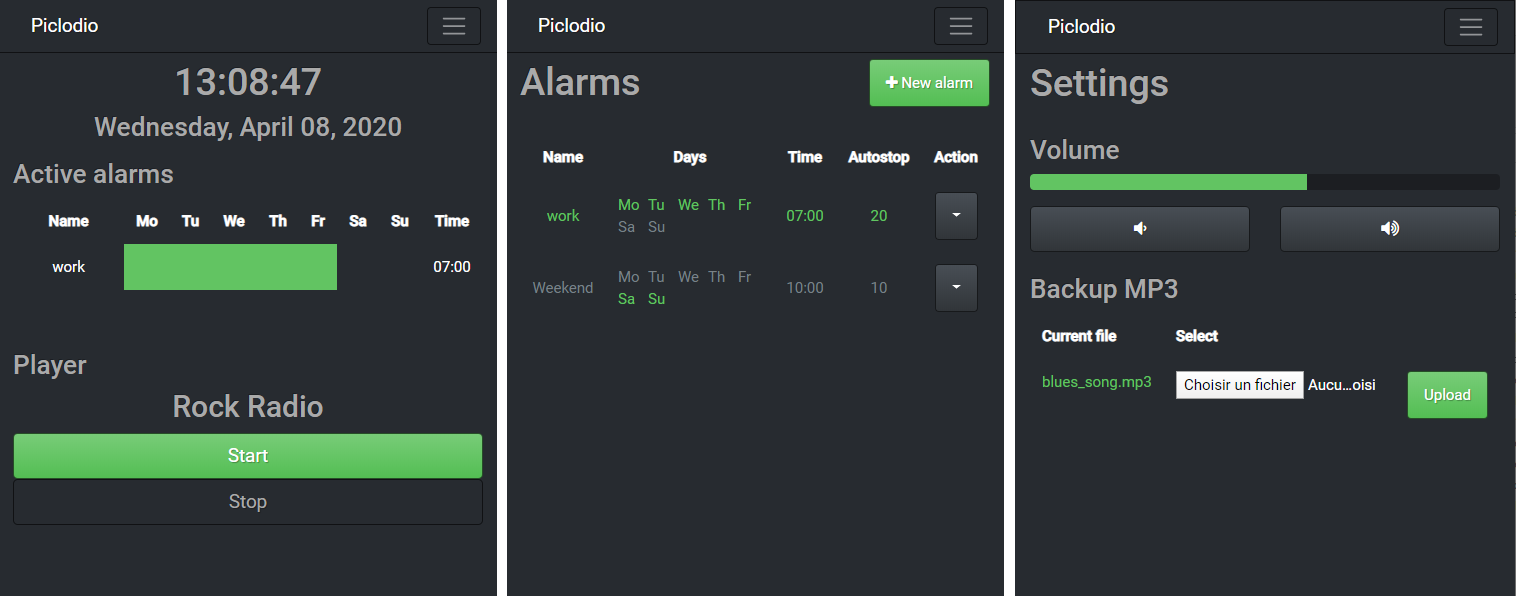 Piclodio
13:08:47
Wednesday, April 08, 2020
Active alarms
Name Mo Tu We Th Fr Sa Su Time
work 07:00
Player
Rock Radio
Start
Stop
Piclodio
Alarms
New alarm
Name Days Time Autostop Action
work Mo Tu We Th Fr 07:00 20
Sa Su
Weekend Mo Tu We Th Fr 10:00 10
Sa Su
Piclodio
Settings
Volume
Backup MP3
Current file Select
blues_song.mp3 Choisir un fichier Aucu...oisi Upload